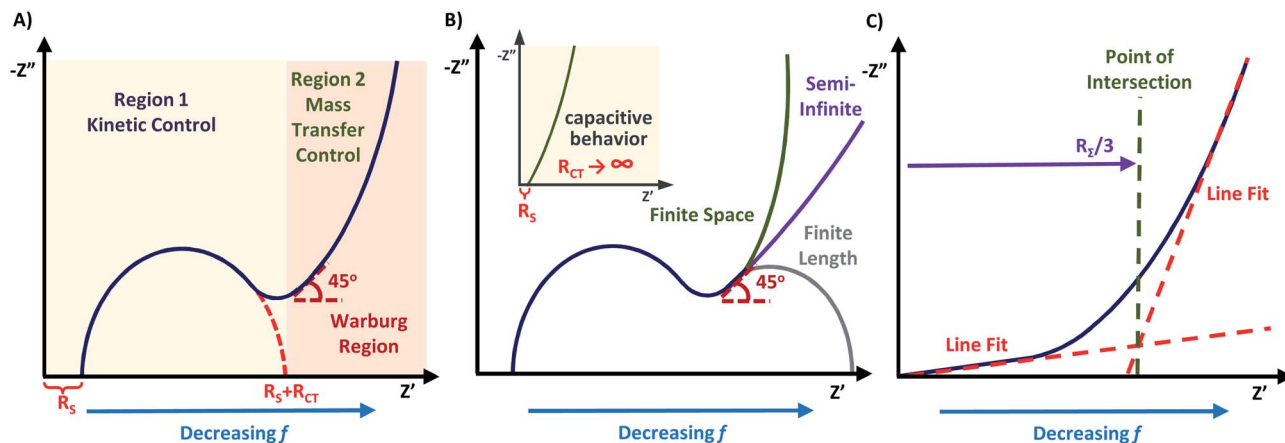 A)
-Z"
Region 1
Kinetic Control
Region 2
Mass
Transfer
Control
45°
Warburg
Region
R_S
R_S+R_CT
Z'
Decreasing f
B)
-Z"
-Z"
capacitive
behavior
R_CT → ∞
Z'
R_S
Semi-
Infinite
Finite Space
Finite
Length
45°
Z'
Decreasing f
C)
-Z"
Point of
Intersection
R_Σ/3
Line Fit
Line Fit
Z'
Decreasing f